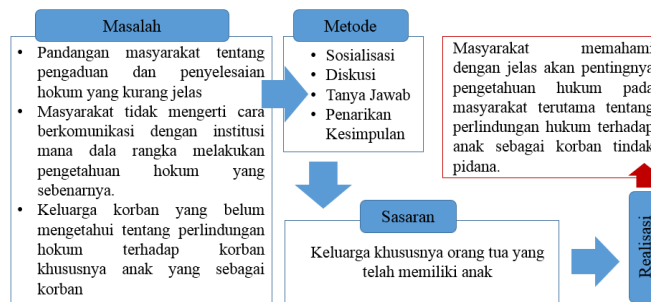 Masalah
• Pandangan masyarakat tentang
pengaduan dan penyelesaian
hokum yang kurang jelas
• Masyarakat tidak mengerti cara
berkomunikasi dengan institusi
mana dala rangka melakukan
pengetahuan hokum yang
sebenarnya.
• Keluarga korban yang belum
mengetahui tentang perlindungan
hokum terhadap korban
khususnya anak yang sebagai
korban
Metode
• Sosialisasi
• Diskusi
• Tanya Jawab
• Penarikan
Kesimpulan
Sasaran
Keluarga khususnya orang tua yang
telah memiliki anak
Realisasi
Masyarakat memahami
dengan jelas akan pentingnya
pengetahuan hukum pada
masyarakat terutama tentang
perlindungan hukum terhadap
anak sebagai korban tindak
pidana.